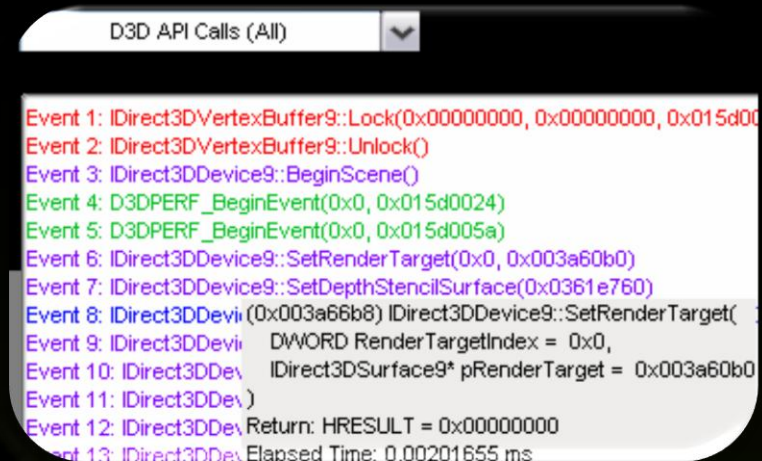 D3D API Calls (All)
Event 1: IDirect3DVertexBuffer9::Lock(0x00000000, 0x00000000, 0x015d00
Event 2: IDirect3DVertexBuffer9::Unlock()
Event 3: IDirect3DDevice9::BeginScene()
Event 4: D3DPERF_BeginEvent(0x0, 0x015d0024)
Event 5: D3DPERF_BeginEvent(0x0, 0x015d005a)
Event 6: IDirect3DDevice9::SetRenderTarget(0x0, 0x003a60b0)
Event 7: IDirect3DDevice9::SetDepthStencilSurface(0x0361e760)
Event 8: IDirect3DDevi (0x003a66b8) IDirect3DDevice9::SetRenderTarget(
Event 9: IDirect3DDevi DWORD RenderTargetIndex = 0x0,
Event 10: IDirect3DDev IDirect3DSurface9* pRenderTarget = 0x003a60b0
Event 11: IDirect3DDev )
Event 12: IDirect3DDev Return: HRESULT = 0x00000000
Event 13: IDirect3DDev Elapsed Time: 0.00201655 ms